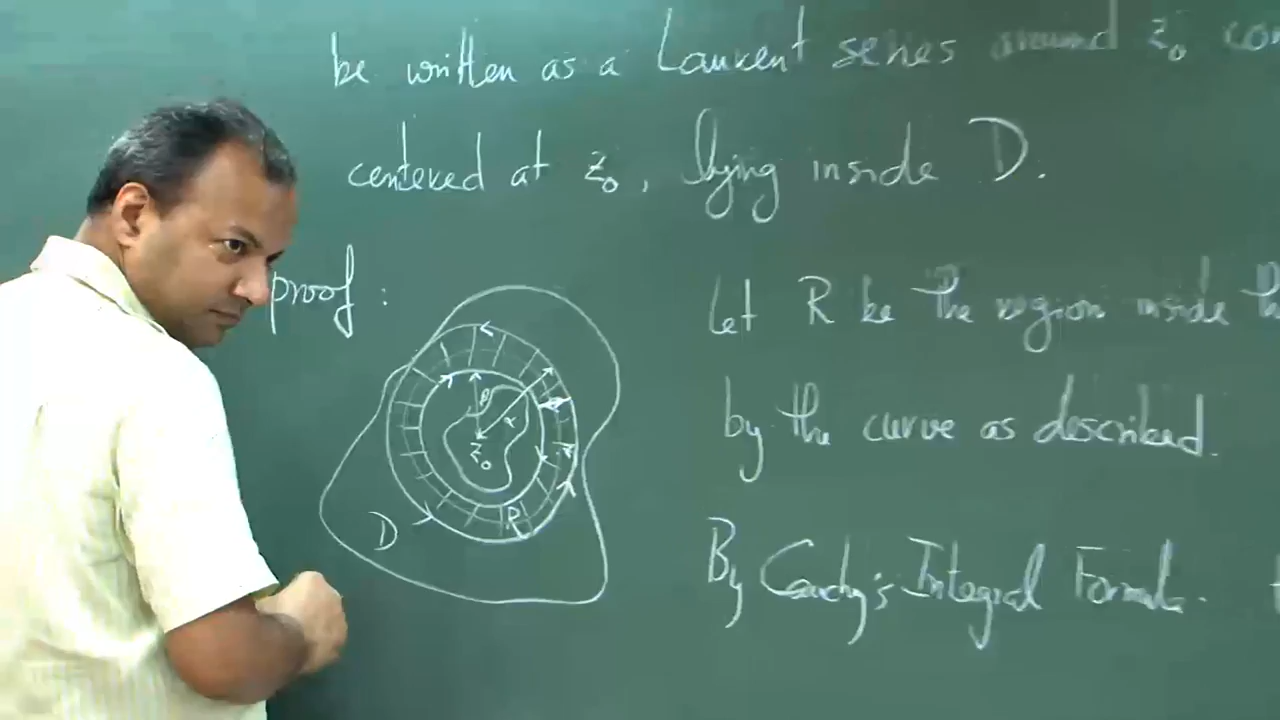 be written as a Laurent series around z₀ con
centered at z₀, lying inside D.
proof :
β
α
z₀
D
R
Let R be the region inside
by the curve as described.
By Cauchy's Integral Formula.